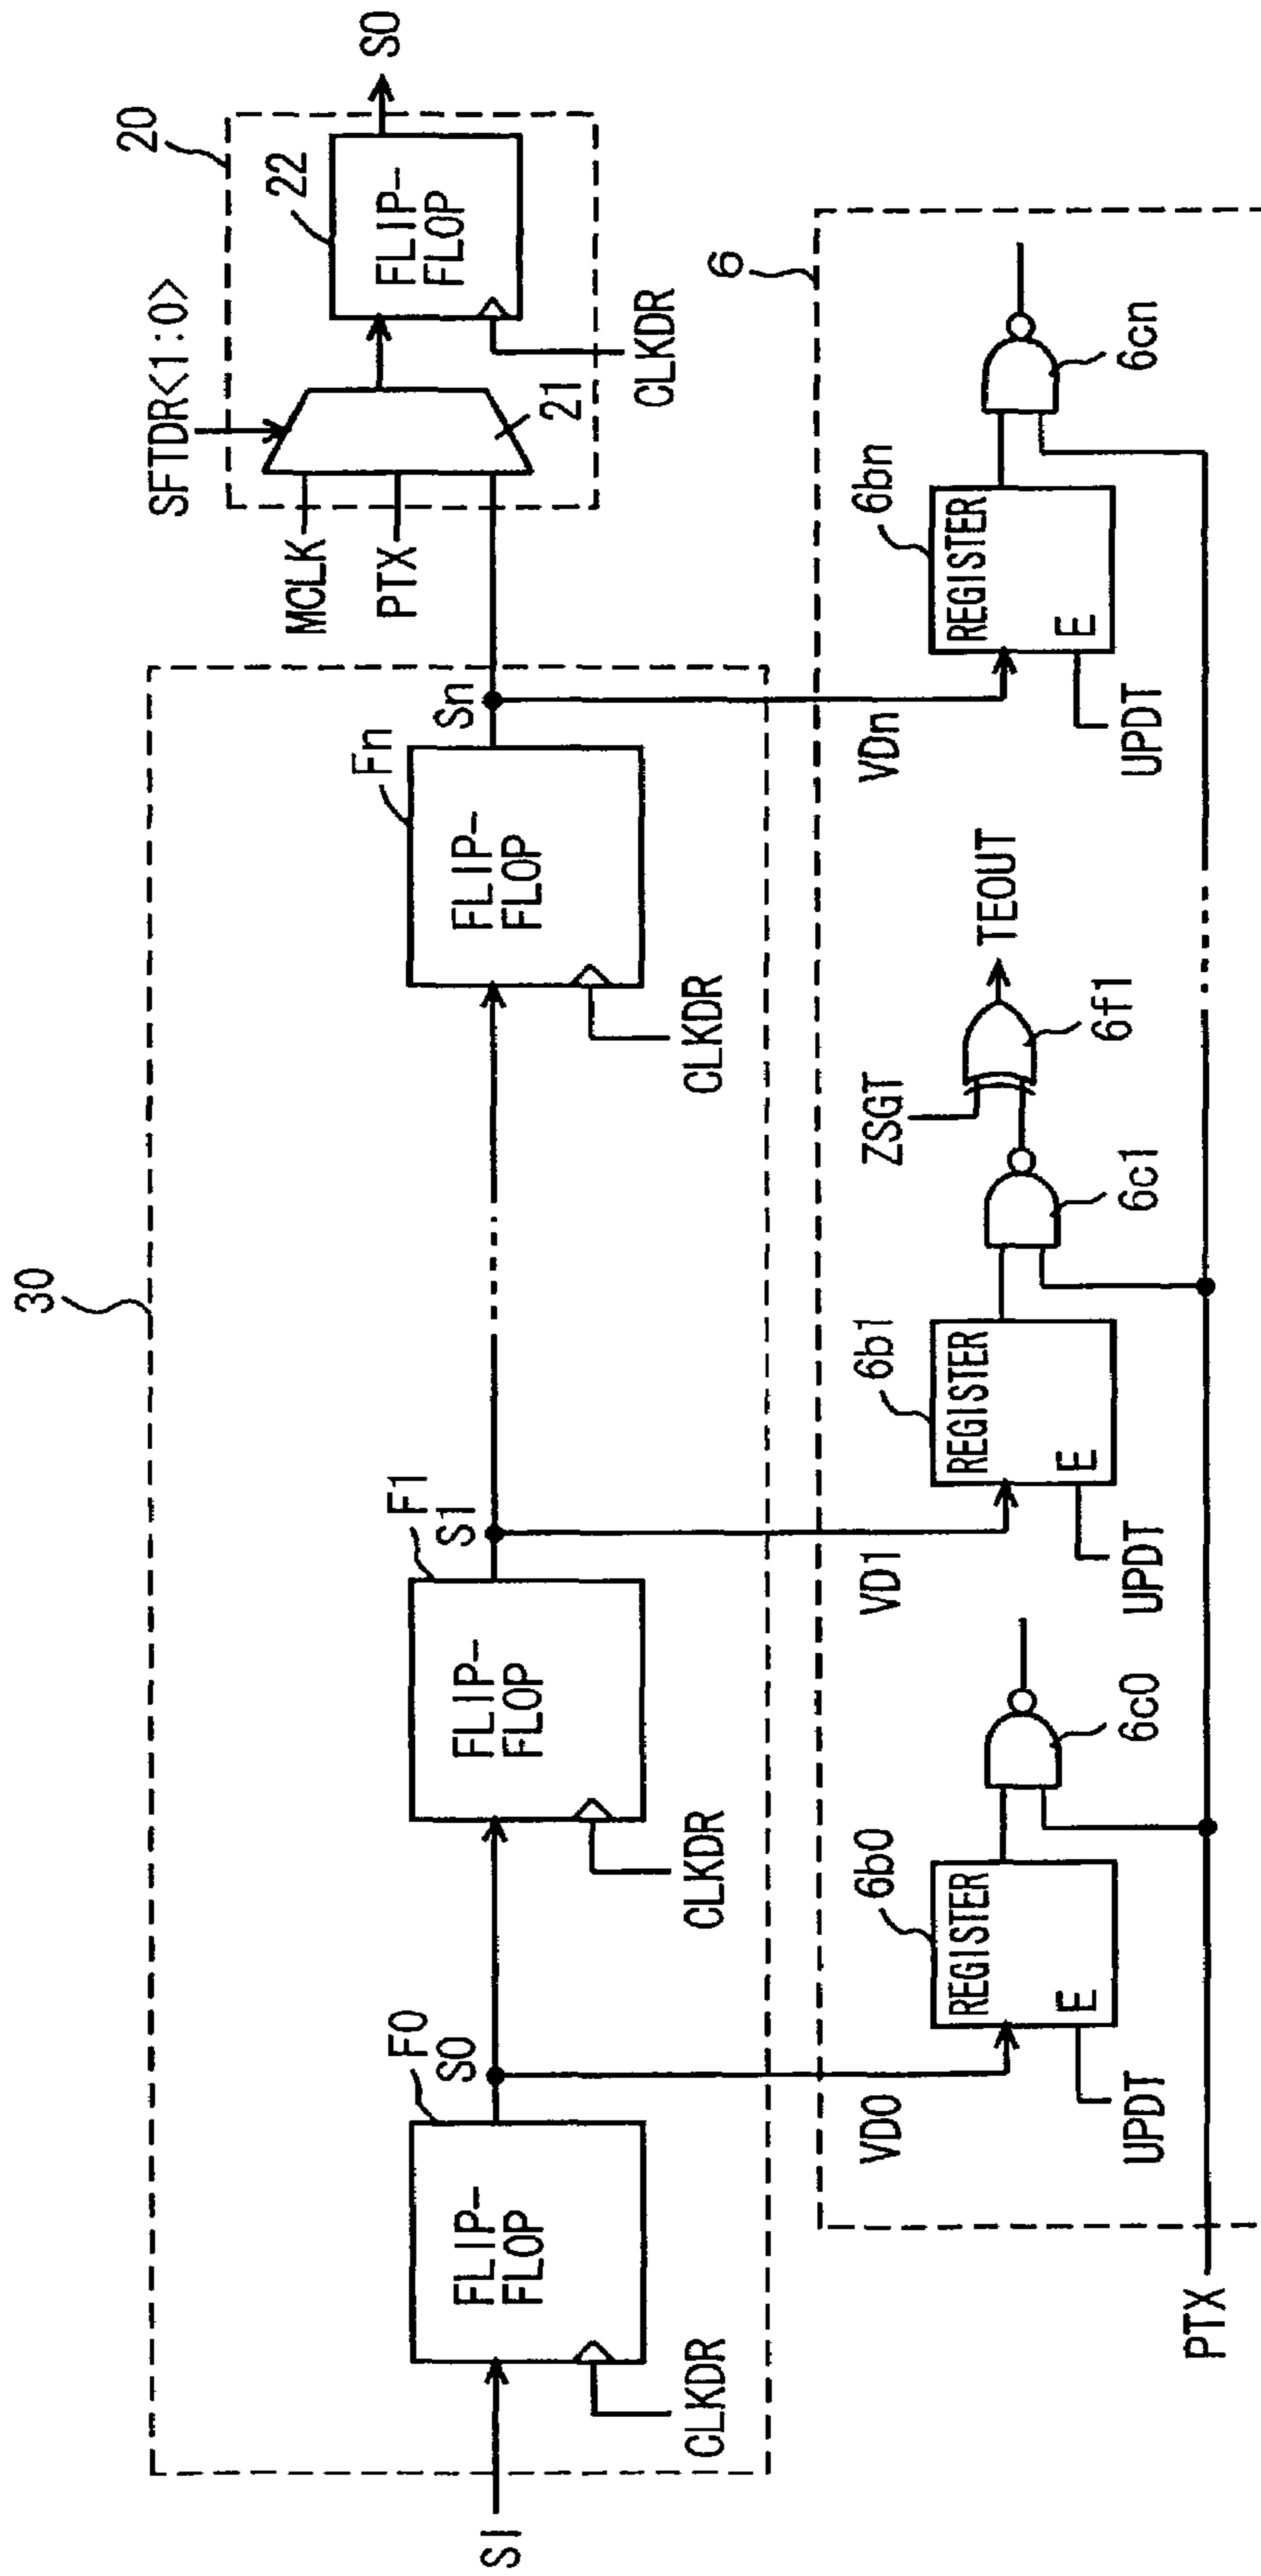 30
SI
FLIP-
FLOP
CLKDR
F0
S0
FLIP-
FLOP
CLKDR
F1
S1
FLIP-
FLOP
CLKDR
Fn
Sn
SFTDR<1:0>
MCLK
PTX
21
20
22
FLIP-
FLOP
CLKDR
SO
6
VD0
6b0
REGISTER
E
UPDT
6c0
VD1
6b1
REGISTER
E
UPDT
6c1
ZSGT
6f1
TEOUT
VDn
6bn
REGISTER
E
UPDT
6cn
PTX